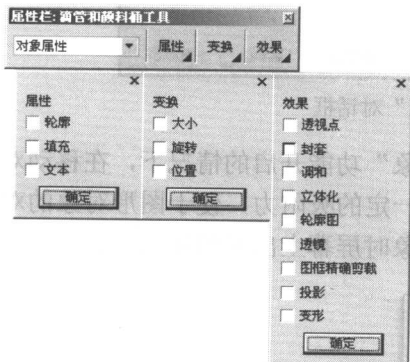 属性栏: 滴管和颜料桶工具
对象属性 属性 变换 效果
属性
轮廓
填充
文本
确定
变换
大小
旋转
位置
确定
效果
透视点
封套
调和
立体化
轮廓图
透镜
图框精确剪裁
投影
变形
确定